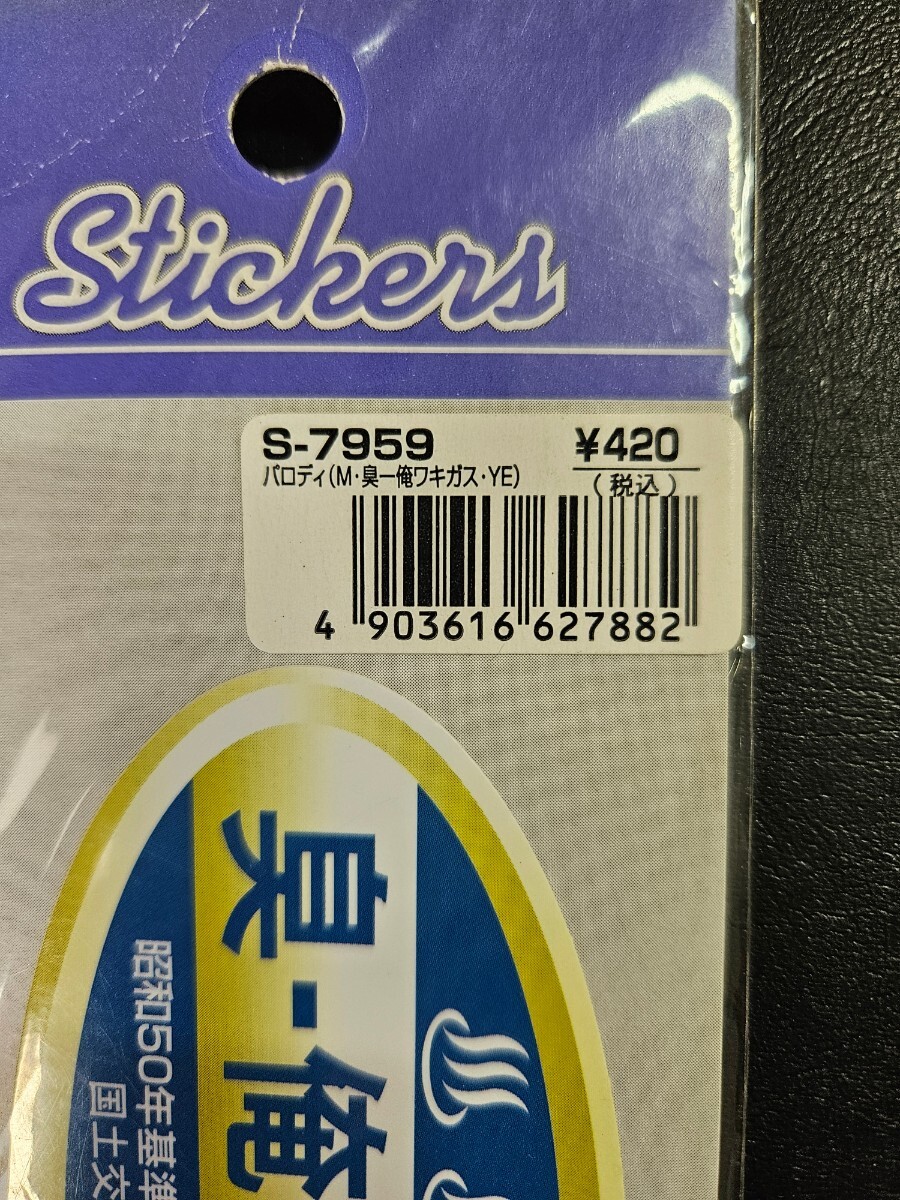 Stickers
S-7959 ¥420
パロディ(M・臭一俺ワキガス・YE) (税込)
4 903616 627882
臭-俺
昭和50年基準
国土交